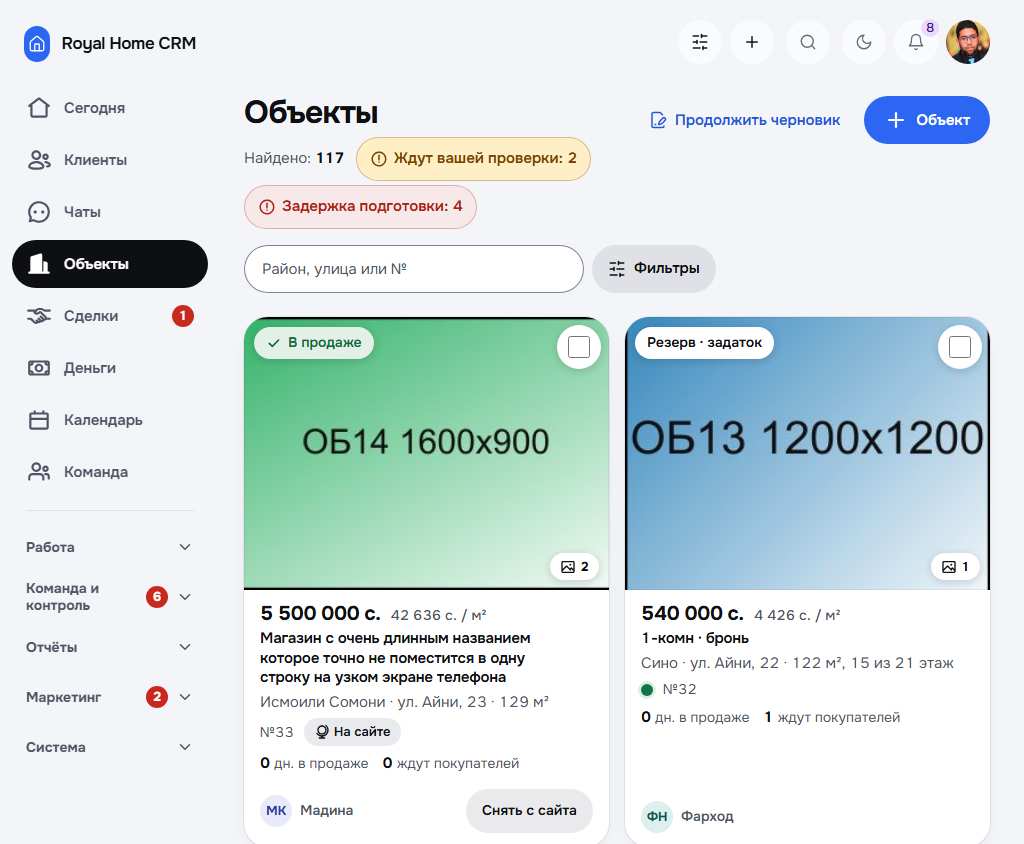 Royal Home CRM
8
Сегодня
Клиенты
Чаты
Объекты
Сделки
1
Деньги
Календарь
Команда
Работа
Команда и
контроль
6
Отчёты
Маркетинг
2
Система
Объекты
Продолжить черновик
Объект
Найдено: 117
Ждут вашей проверки: 2
Задержка подготовки: 4
Район, улица или №
Фильтры
В продаже
ОБ14 1600x900
2
5 500 000 с. 42 636 с. / м²
Магазин с очень длинным названием
которое точно не поместится в одну
строку на узком экране телефона
Исмоили Сомони · ул. Айни, 23 · 129 м²
№33 На сайте
0 дн. в продаже 0 ждут покупателей
МК Мадина
Снять с сайта
Резерв · задаток
ОБ13 1200x1200
1
540 000 с. 4 426 с. / м²
1-комн · бронь
Сино · ул. Айни, 22 · 122 м², 15 из 21 этаж
№32
0 дн. в продаже 1 ждут покупателей
ФН Фарход